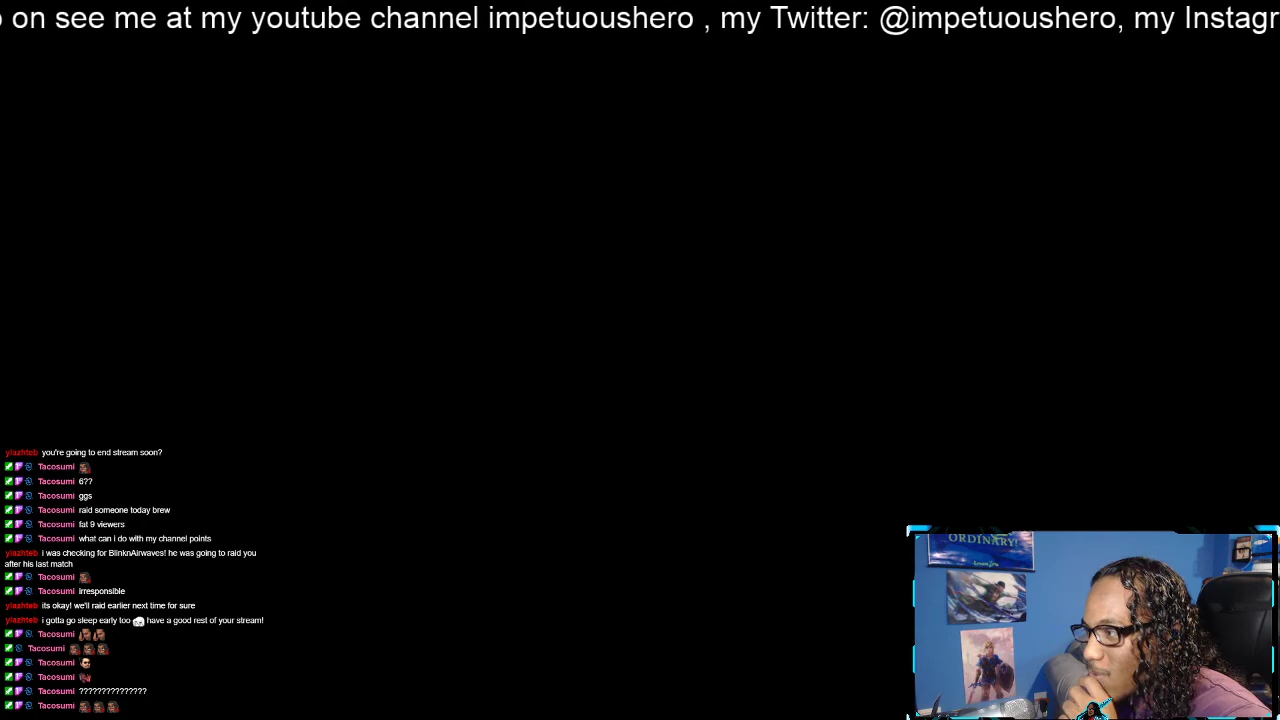 on see me at my youtube channel impetuoushero , my Twitter: @impetuoushero, my Instagr
ylazhteb you're going to end stream soon?
Tacosumi
Tacosumi 6??
Tacosumi ggs
Tacosumi raid someone today brew
Tacosumi fat 9 viewers
Tacosumi what can i do with my channel points
ylazhteb i was checking for BlinknAirwaves! he was going to raid you
after his last match
Tacosumi
Tacosumi irresponsible
ylazhteb its okay! we'll raid earlier next time for sure
ylazhteb i gotta go sleep early too have a good rest of your stream!
Tacosumi
Tacosumi
Tacosumi
Tacosumi
Tacosumi ???????????????
Tacosumi
ORDINARY!